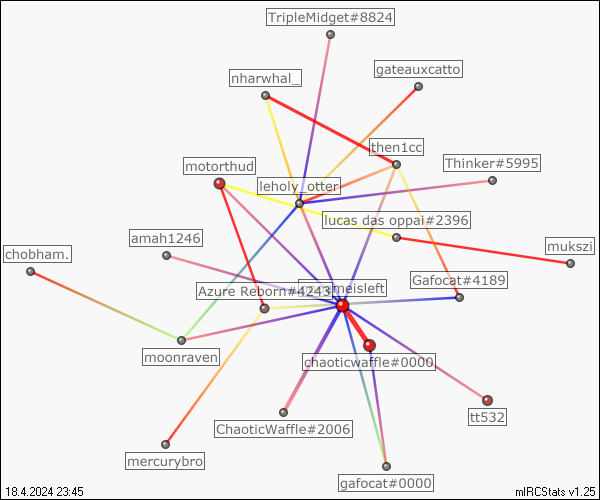 TripleMidget#8824
gateauxcatto
nharwhal_
then1cc
Thinker#5995
motorthud
leholy_otter
lucas das oppai#2396
amah1246
mukszi
chobham.
Gafocat#4189
Azure Reborn#4243
meisleft
moonraven
chaoticwaffle#0000
ChaoticWaffle#2006
tt532
mercurybro
gafocat#0000
18.4.2024 23:45
mIRCStats v1.25